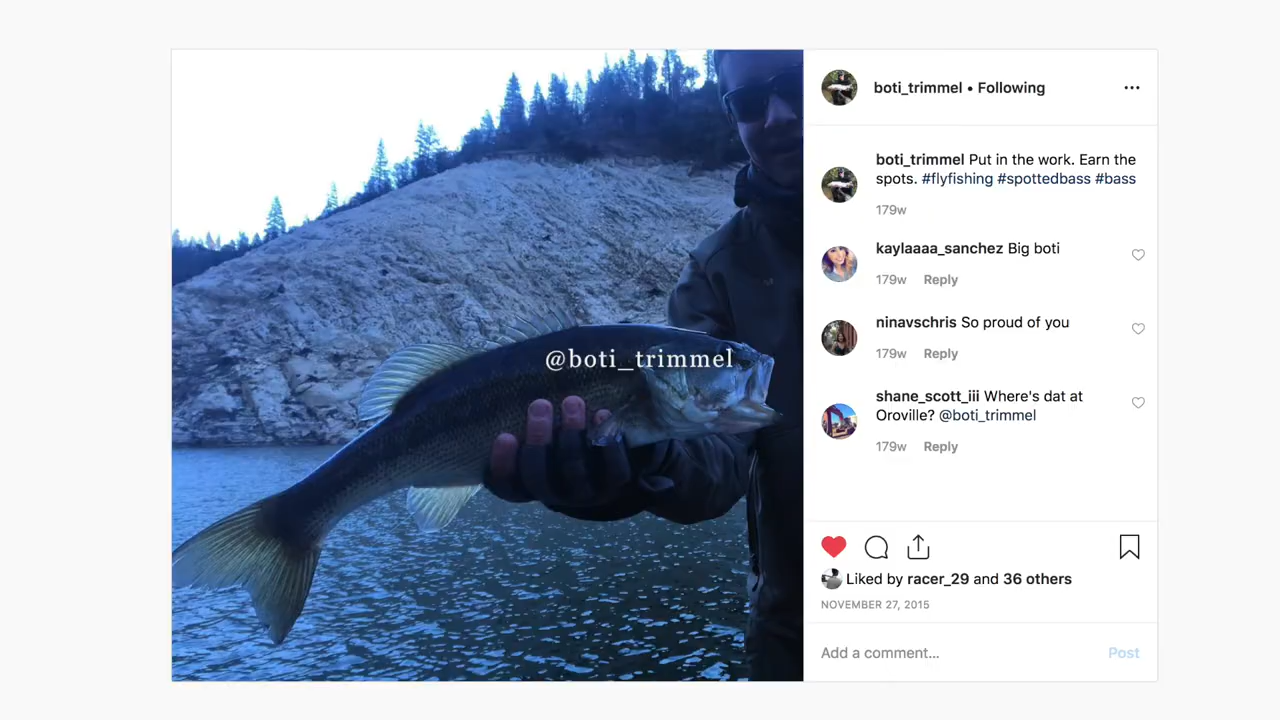 @boti_trimmel
boti_trimmel • Following
boti_trimmel Put in the work. Earn the
spots. #flyfishing #spottedbass #bass
179w
kaylaaaa_sanchez Big boti
179w Reply
ninavschris So proud of you
179w Reply
shane_scott_iii Where's dat at
Oroville? @boti_trimmel
179w Reply
Liked by racer_29 and 36 others
NOVEMBER 27, 2015
Add a comment... Post